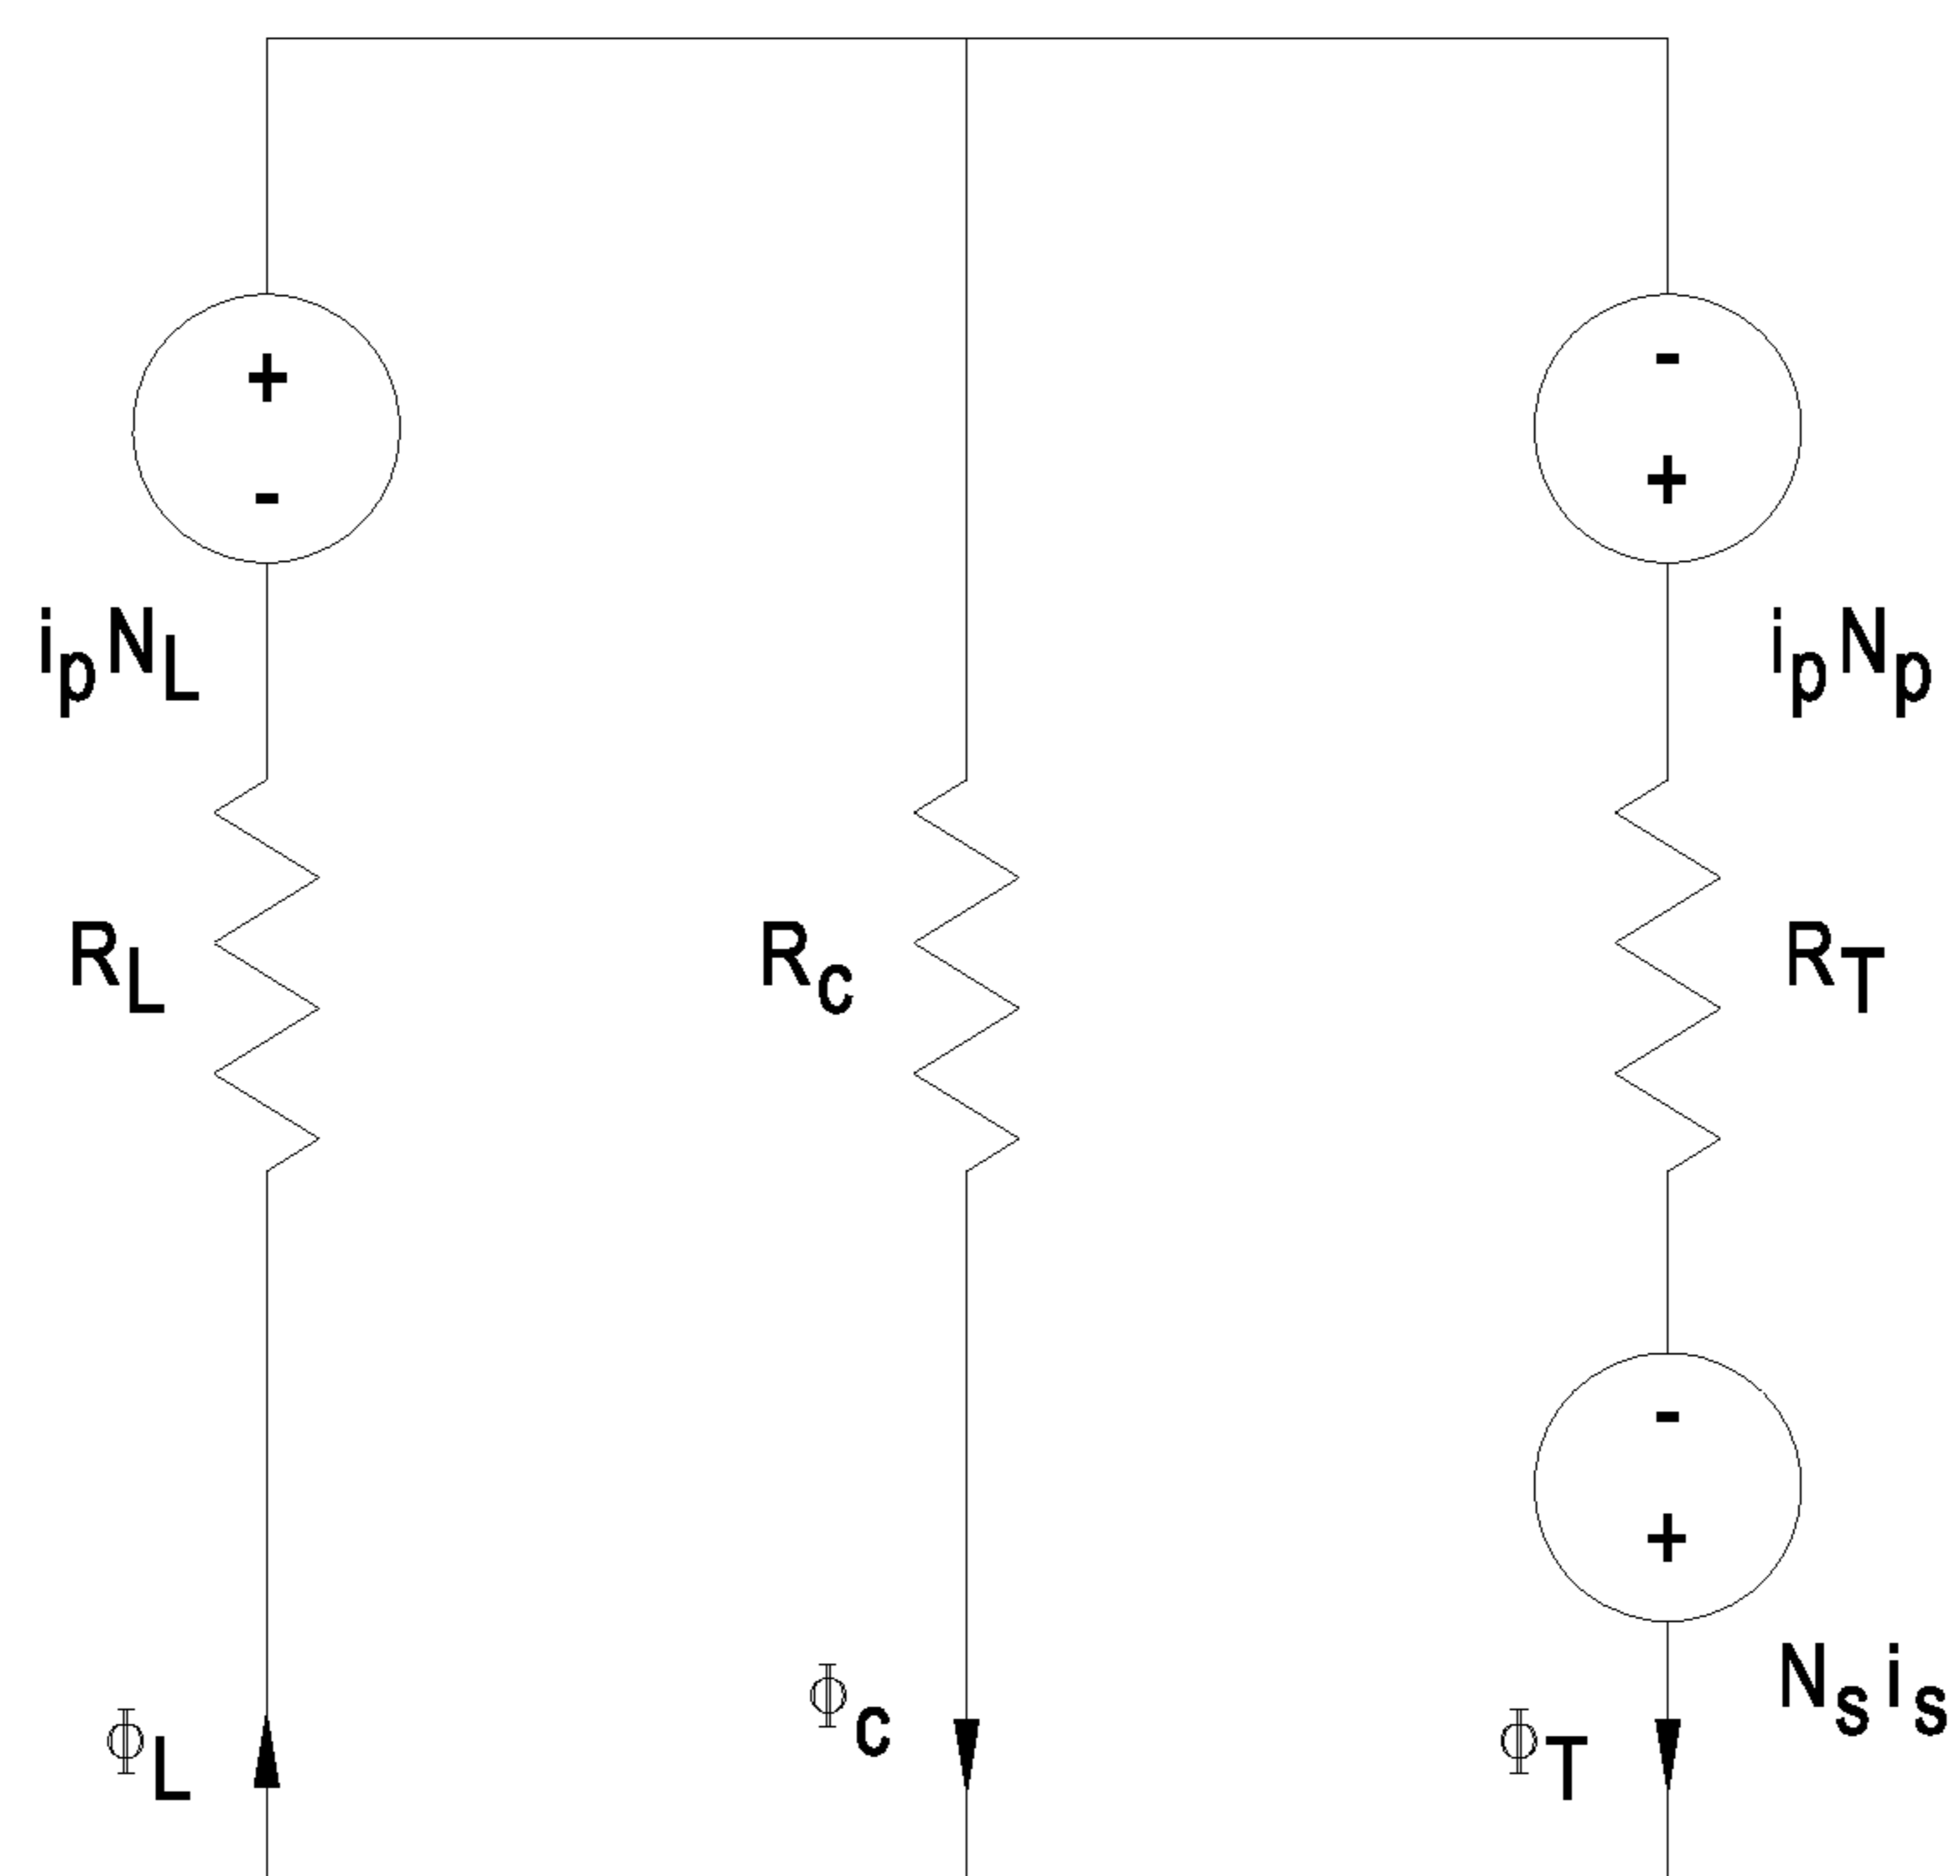 +
-
-
+
ipNL
ipNp
RL
Rc
RT
-
+
Nsis
ΦL
Φc
ΦT